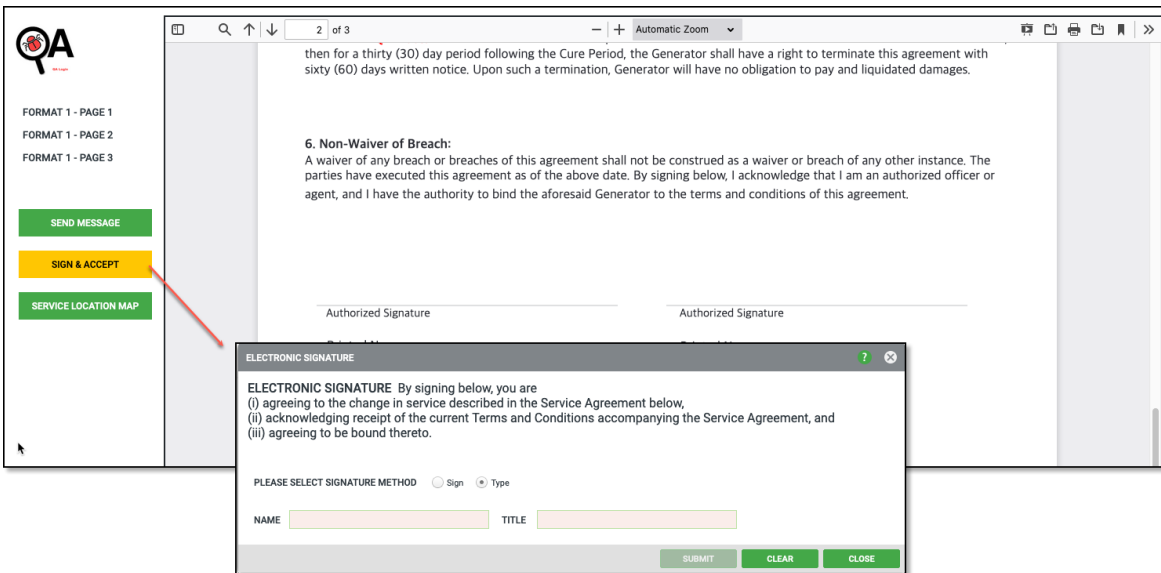 QA
2 of 3
Automatic Zoom
FORMAT 1 - PAGE 1
FORMAT 1 - PAGE 2
FORMAT 1 - PAGE 3
SEND MESSAGE
SIGN & ACCEPT
SERVICE LOCATION MAP
then for a thirty (30) day period following the Cure Period, the Generator shall have a right to terminate this agreement with
sixty (60) days written notice. Upon such a termination, Generator will have no obligation to pay and liquidated damages.
6. Non-Waiver of Breach:
A waiver of any breach or breaches of this agreement shall not be construed as a waiver or breach of any other instance. The
parties have executed this agreement as of the above date. By signing below, I acknowledge that I am an authorized officer or
agent, and I have the authority to bind the aforesaid Generator to the terms and conditions of this agreement.
Authorized Signature
Authorized Signature
ELECTRONIC SIGNATURE
?
ELECTRONIC SIGNATURE By signing below, you are
(i) agreeing to the change in service described in the Service Agreement below,
(ii) acknowledging receipt of the current Terms and Conditions accompanying the Service Agreement, and
(iii) agreeing to be bound thereto.
PLEASE SELECT SIGNATURE METHOD Sign Type
NAME TITLE
SUBMIT CLEAR CLOSE